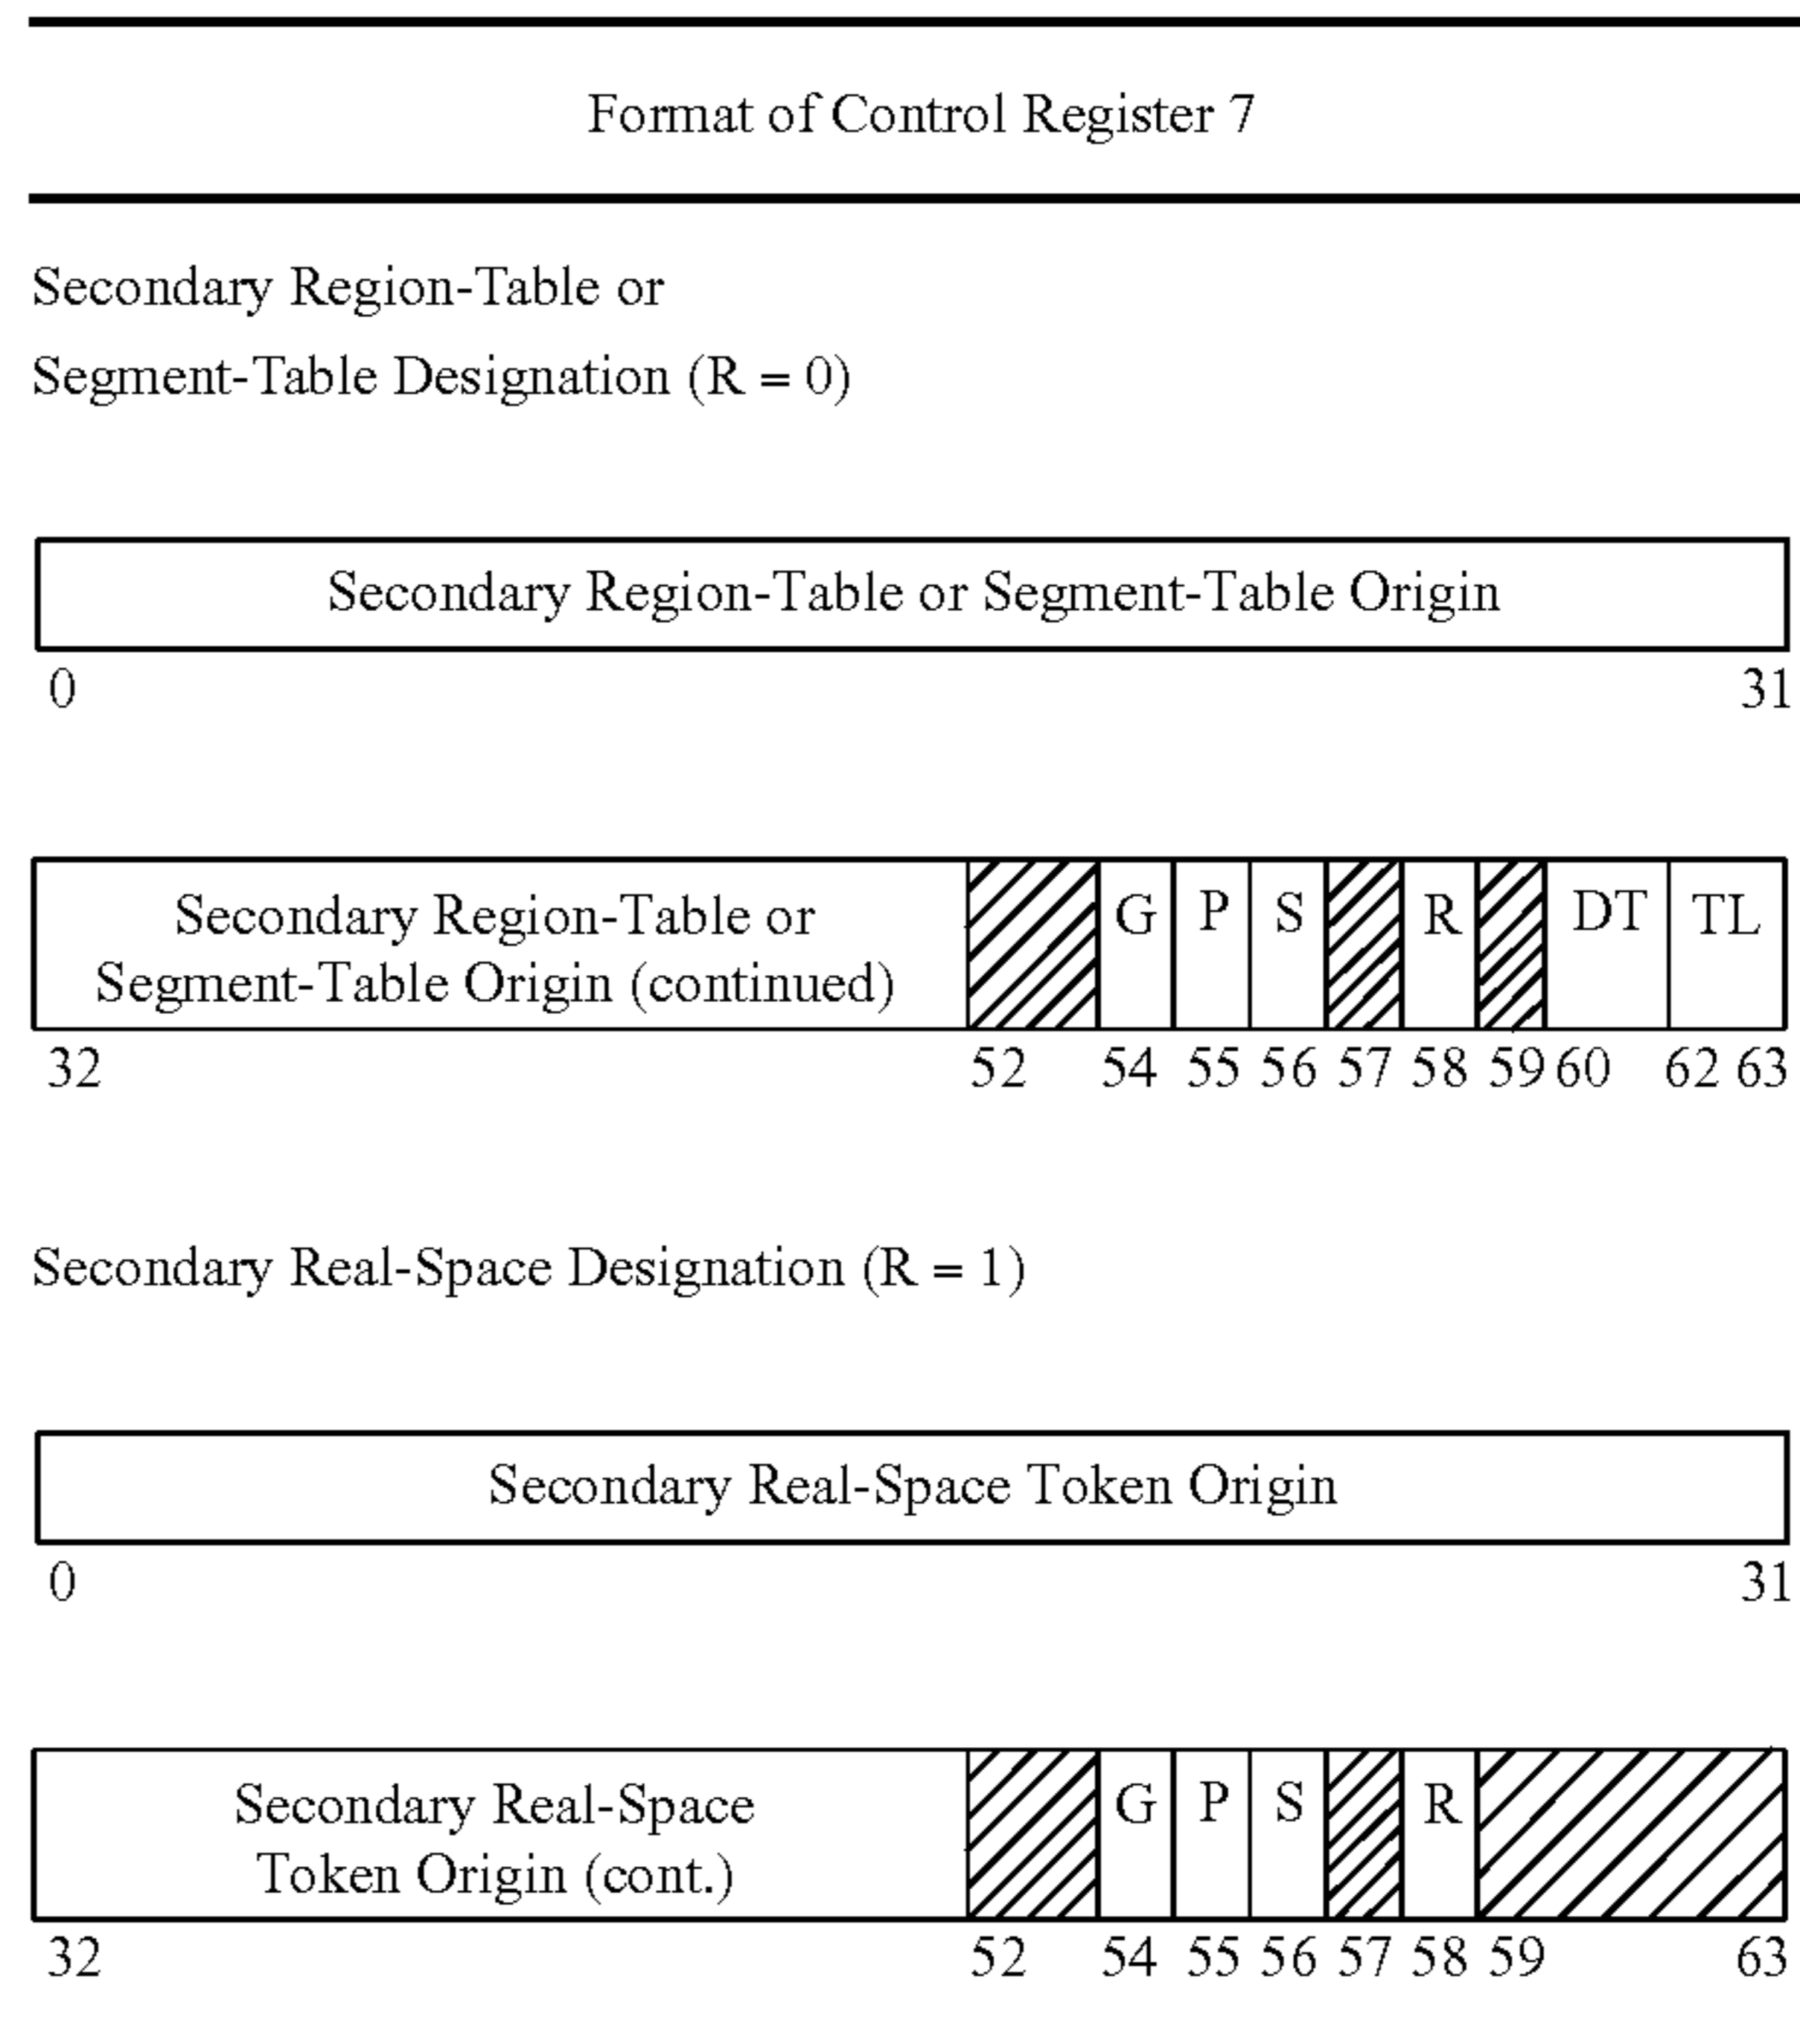 Format of Control Register 7
Secondary Region-Table or
Segment-Table Designation (R = 0)
Secondary Region-Table or Segment-Table Origin
0 31
Secondary Region-Table or
Segment-Table Origin (continued)
G P S R DT TL
32 52 54 55 56 57 58 59 60 62 63
Secondary Real-Space Designation (R = 1)
Secondary Real-Space Token Origin
0 31
Secondary Real-Space
Token Origin (cont.)
G P S R
32 52 54 55 56 57 58 59 63